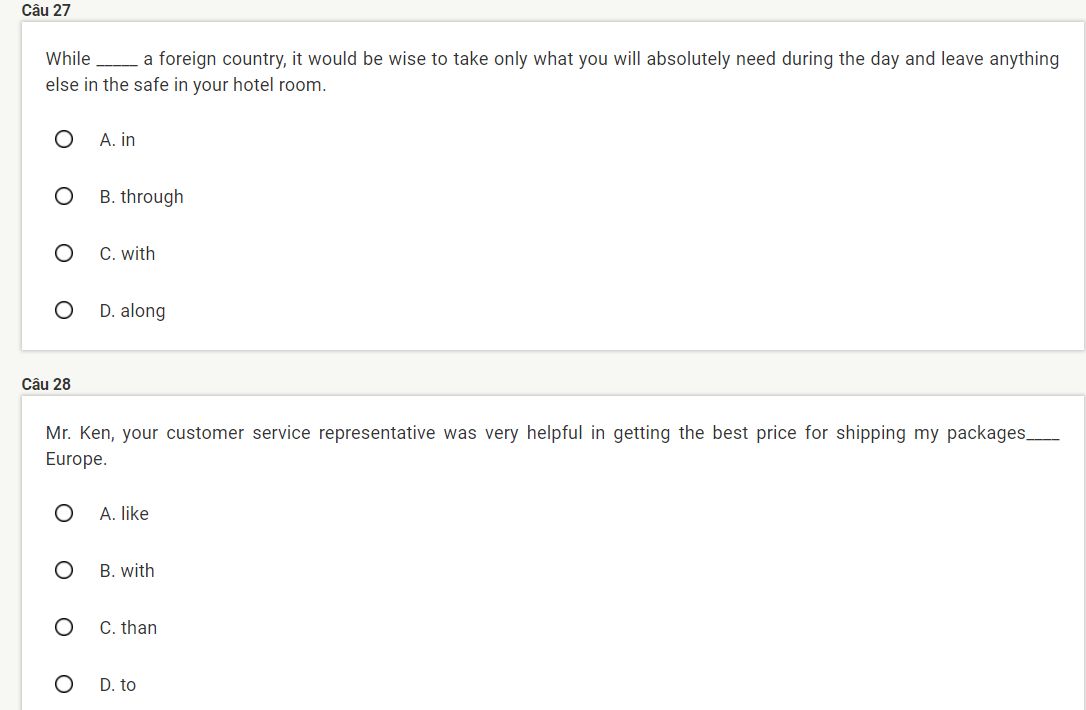 Câu 27
While _____ a foreign country, it would be wise to take only what you will absolutely need during the day and leave anything
else in the safe in your hotel room.
A. in
B. through
C. with
D. along
Câu 28
Mr. Ken, your customer service representative was very helpful in getting the best price for shipping my packages____
Europe.
A. like
B. with
C. than
D. to